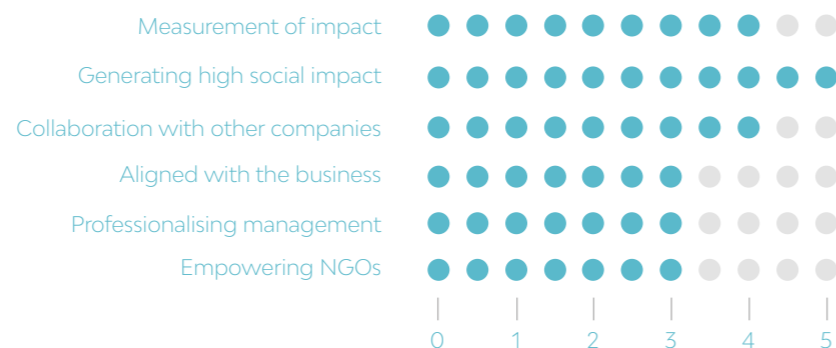 Measurement of impact
Generating high social impact
Collaboration with other companies
Aligned with the business
Professionalising management
Empowering NGOs
0 1 2 3 4 5